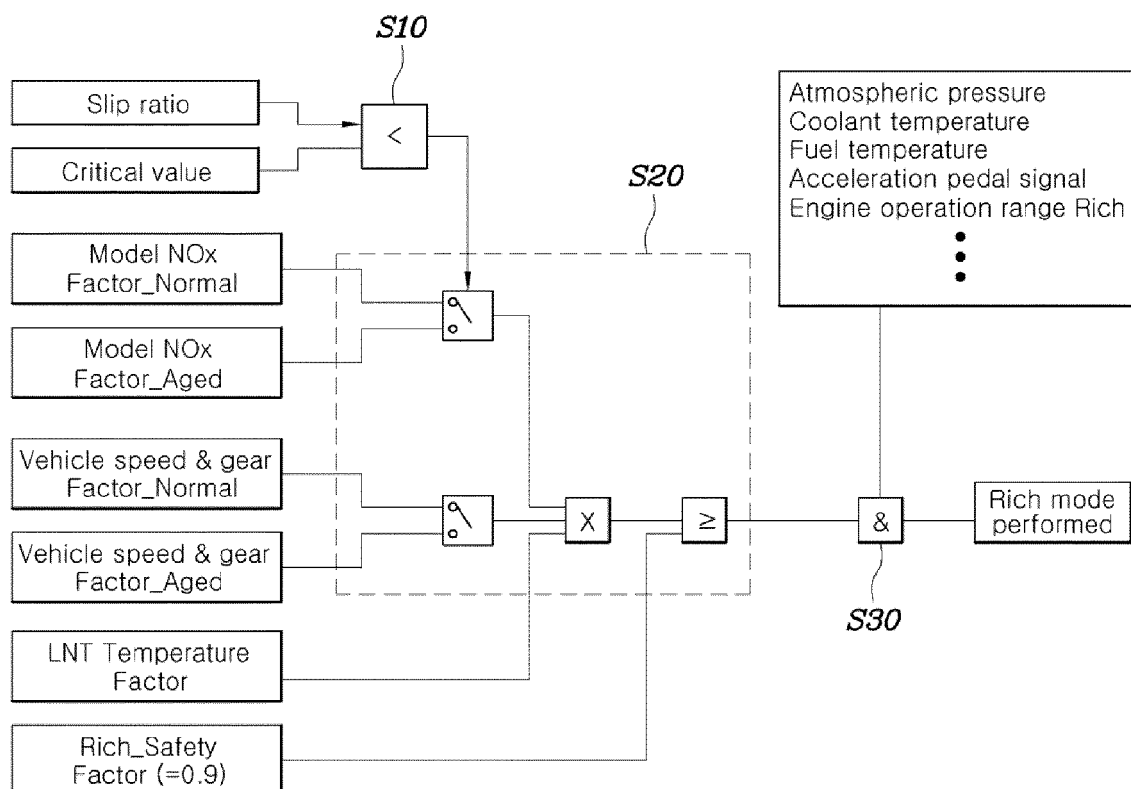 S10
Slip ratio
<
Critical value
S20
Atmospheric pressure
Coolant temperature
Fuel temperature
Acceleration pedal signal
Engine operation range Rich
Model NOx
Factor_Normal
Model NOx
Factor_Aged
Vehicle speed & gear
Factor_Normal
Vehicle speed & gear
Factor_Aged
X
≥
&
Rich mode
performed
S30
LNT Temperature
Factor
Rich_Safety
Factor (=0.9)